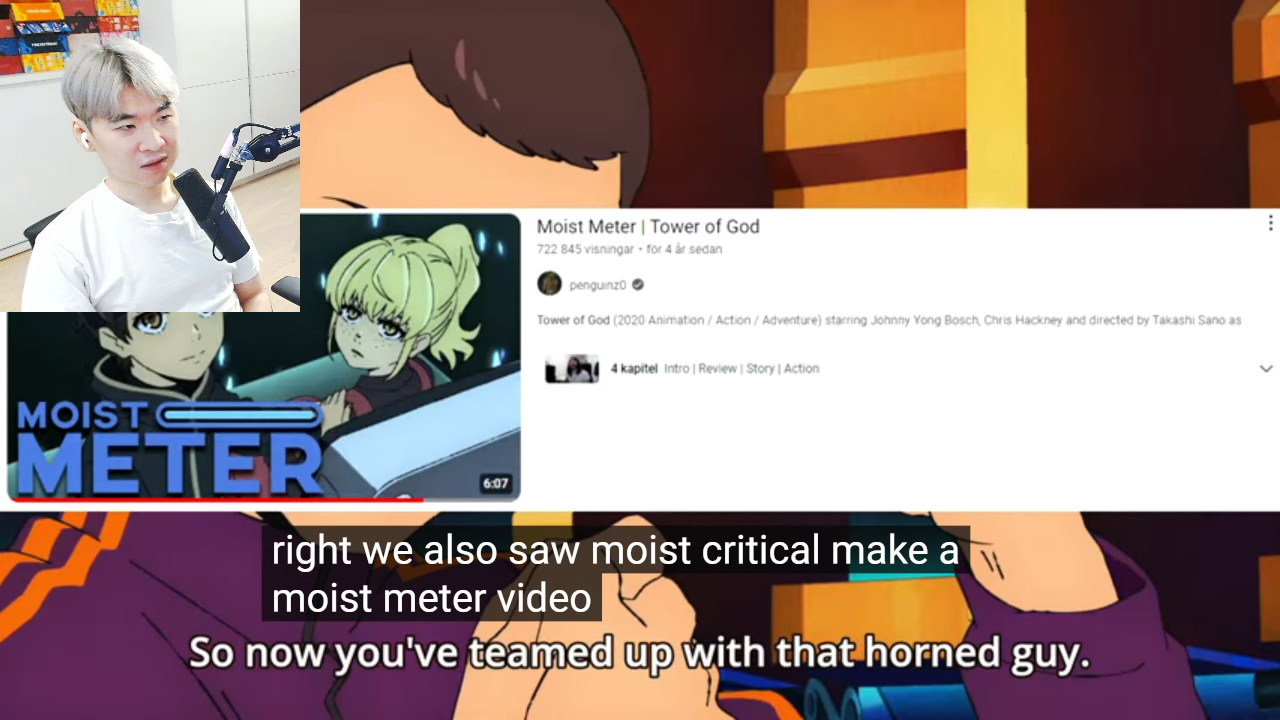 Moist Meter | Tower of God
722 845 visningar • för 4 år sedan
penguinz0
Tower of God (2020 Animation / Action / Adventure) starring Johnny Yong Bosch, Chris Hackney and directed by Takashi Sano as
4 kapitel Intro | Review | Story | Action
MOIST
METER
6:07
right we also saw moist critical make a
moist meter video
So now you've teamed up with that horned guy.